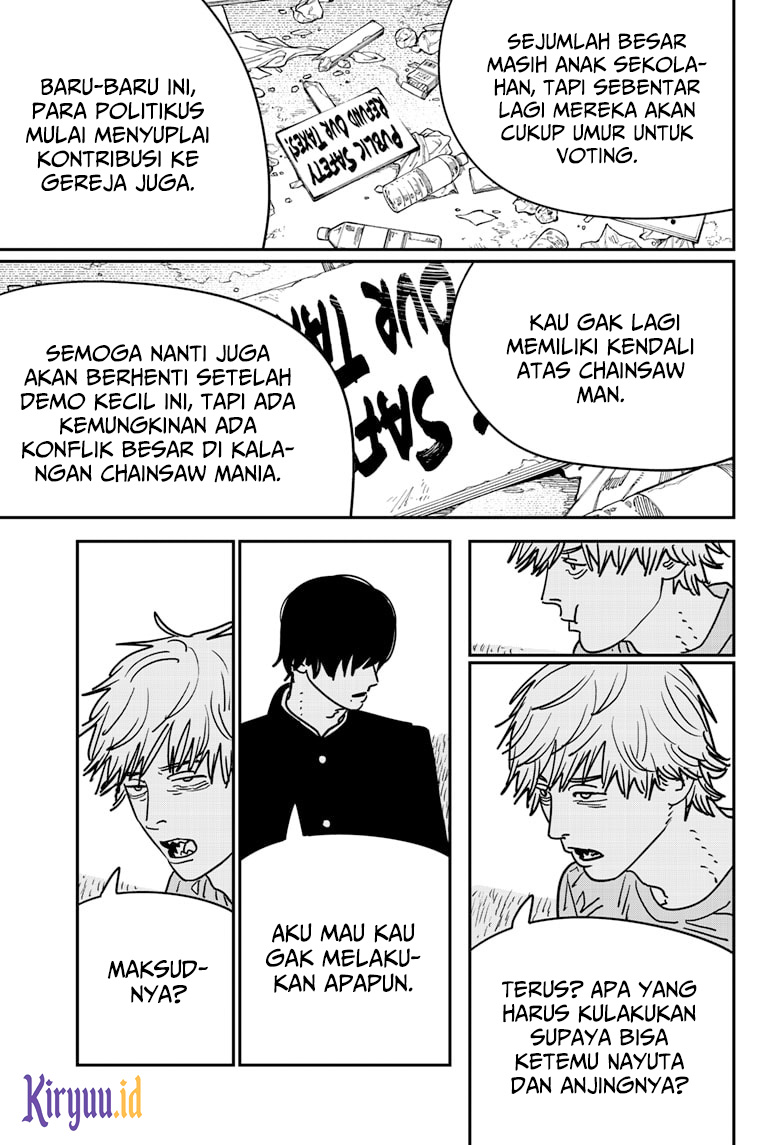 SEJUMLAH BESAR
MASIH ANAK SEKOLA-
HAN, TAPI SEBENTAR
LAGI MEREKA AKAN
CUKUP UMUR UNTUK
VOTING.
BARU-BARU INI,
PARA POLITIKUS
MULAI MENYUPLAI
KONTRIBUSI KE
GEREJA JUGA.
PUBLIC SAFETY
REFUND OUR TAXES!
KAU GAK LAGI
MEMILIKI KENDALI
ATAS CHAINSAW
MAN.
SEMOGA NANTI JUGA
AKAN BERHENTI SETELAH
DEMO KECIL INI, TAPI ADA
KEMUNGKINAN ADA
KONFLIK BESAR DI KALA-
NGAN CHAINSAW MANIA.
SAF
OUR TA
TERUS? APA YANG
HARUS KULAKUKAN
SUPAYA BISA
KETEMU NAYUTA
DAN ANJINGNYA?
AKU MAU KAU
GAK MELAKU-
KAN APAPUN.
MAKSUD-
NYA?
Kiryuu.id